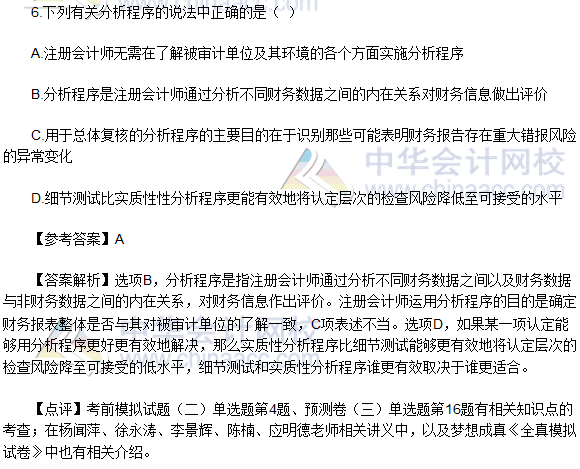 6.下列有关分析程序的说法中正确的是（ ）
A.注册会计师无需在了解被审计单位及其环境的各个方面实施分析程序
B.分析程序是注册会计师通过分析不同财务数据之间的内在关系对财务信息做出评价
C.用于总体复核的分析程序的主要目的在于识别那些可能表明财务报告存在重大错报风险
的异常变化
中华会计网校
www.chinaacc.com
D.细节测试比实质性性分析程序更能有效地将认定层次的检查风险降低至可接受的水平
【参考答案】A
【答案解析】选项B，分析程序是指注册会计师通过分析不同财务数据之间以及财务数据
与非财务数据之间的内在关系，对财务信息作出评价。注册会计师运用分析程序的目的是确定
财务报表整体是否与其对被审计单位的了解一致，C项表述不当。选项D，如果某一项认定能
够用分析程序更好更有效地解决，那么实质性分析程序比细节测试能够更有效地将认定层次的
检查风险降至可接受的低水平，细节测试和实质性分析程序谁更有效取决于谁更适合。
中华会计网校
www.chinaacc.com
【点评】考前模拟试题（二）单选题第4题、预测卷（三）单选题第16题有相关知识点的
考查；在杨闻萍、徐永涛、李景辉、陈楠、应明德老师相关讲义中，以及梦想成真《全真模拟
试卷》中也有相关介绍。